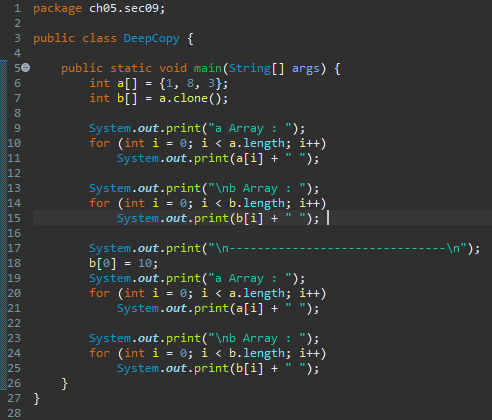 1 package ch05.sec09;
2
3 public class DeepCopy {
4
5     public static void main(String[] args) {
6         int a[] = {1, 8, 3};
7         int b[] = a.clone();
8
9         System.out.print("a Array : ");
10         for (int i = 0; i < a.length; i++)
11             System.out.print(a[i] + " ");
12
13         System.out.print("\nb Array : ");
14         for (int i = 0; i < b.length; i++)
15             System.out.print(b[i] + " ");
16
17         System.out.print("\n-------------------------------\n");
18         b[0] = 10;
19         System.out.print("a Array : ");
20         for (int i = 0; i < a.length; i++)
21             System.out.print(a[i] + " ");
22
23         System.out.print("\nb Array : ");
24         for (int i = 0; i < b.length; i++)
25             System.out.print(b[i] + " ");
26     }
27 }
28